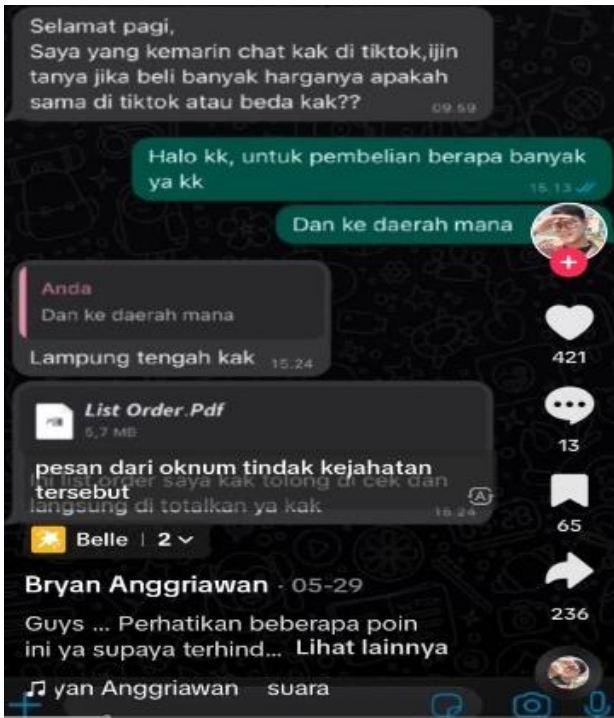 Selamat pagi,
Saya yang kemarin chat kak di tiktok,ijin
tanya jika beli banyak harganya apakah
sama di tiktok atau beda kak??
09.59
Halo kk, untuk pembelian berapa banyak
ya kk
15.13
Dan ke daerah mana
Anda
Dan ke daerah mana
Lampung tengah kak
15.24
421
List Order.Pdf
5,7 MB
13
pesan dari oknum tindak kejahatan
ini list order saya kak tolong di cek dan
tersebut
langsung di totalkan ya kak
16.24
65
Belle | 2
Bryan Anggriawan · 05-29
236
Guys ... Perhatikan beberapa poin
ini ya supaya terhind... Lihat lainnya
yan Anggriawan suara